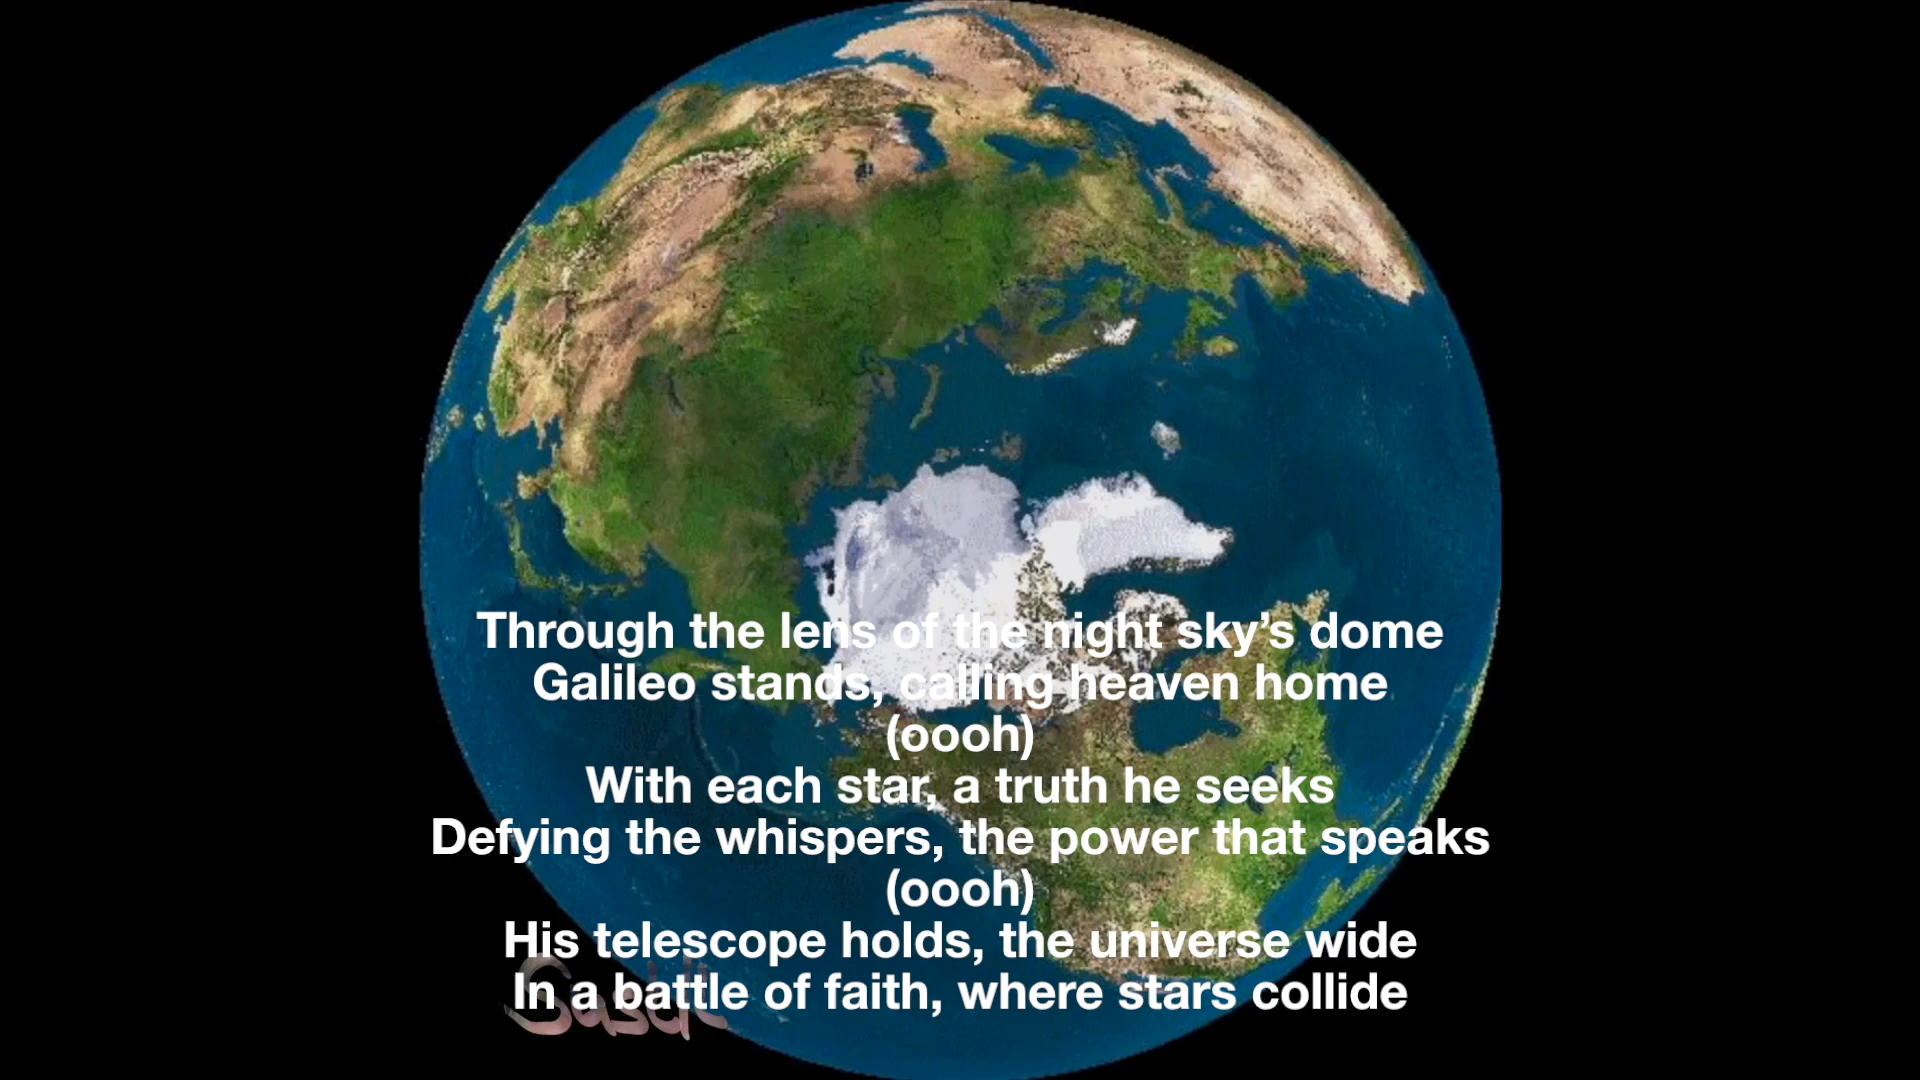 Through the lens of the night sky’s dome
Galileo stands, calling heaven home
(oooh)
With each star, a truth he seeks
Defying the whispers, the power that speaks
(oooh)
His telescope holds, the universe wide
In a battle of faith, where stars collide